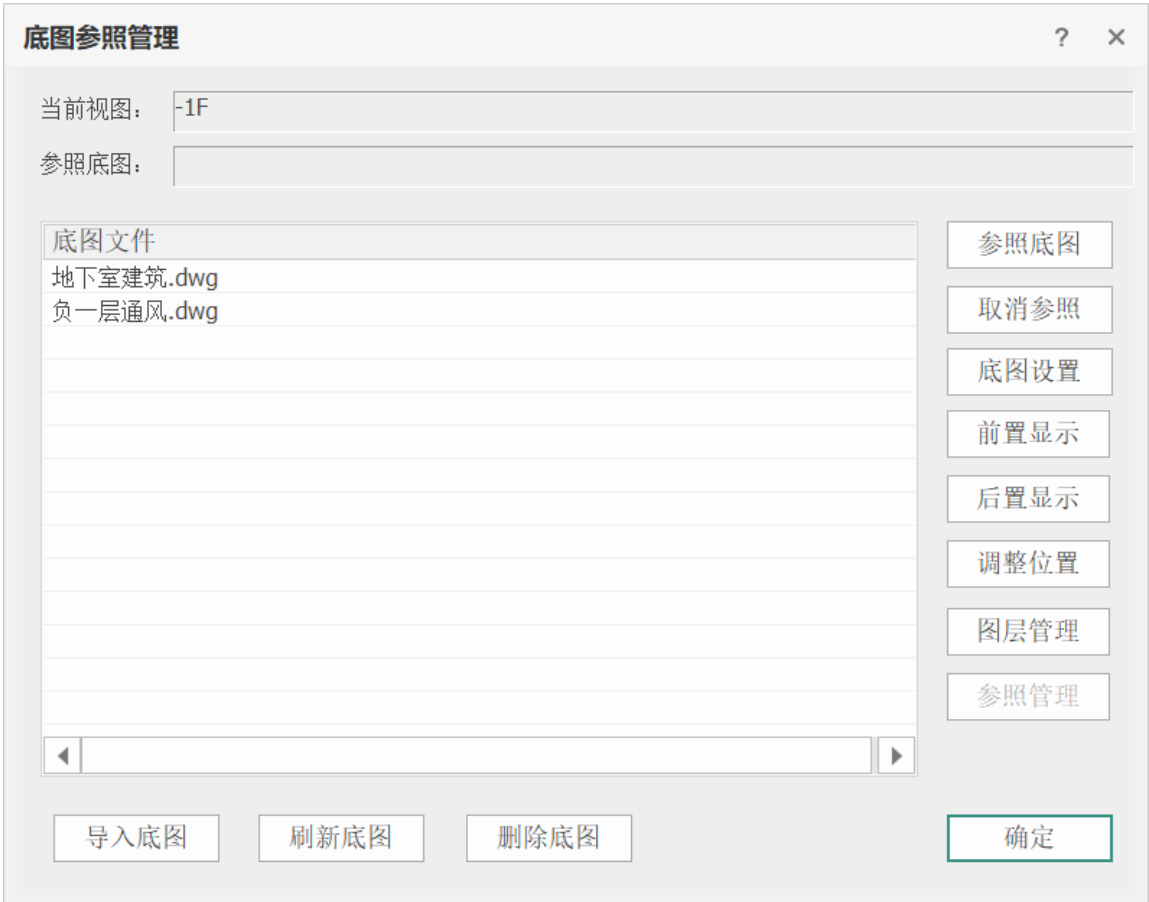 底图参照管理
?
×
当前视图： -1F
参照底图：
底图文件
地下室建筑.dwg
负一层通风.dwg
参照底图
取消参照
底图设置
前置显示
后置显示
调整位置
图层管理
参照管理
导入底图 刷新底图 删除底图 确定